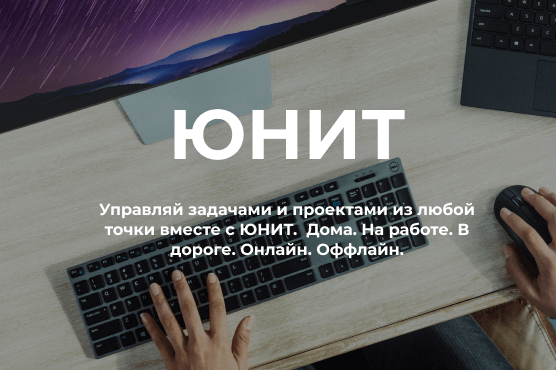 ЮНИТ
Управляй задачами и проектами из любой
точки вместе с ЮНИТ. Дома. На работе. В
дороге. Онлайн. Оффлайн.